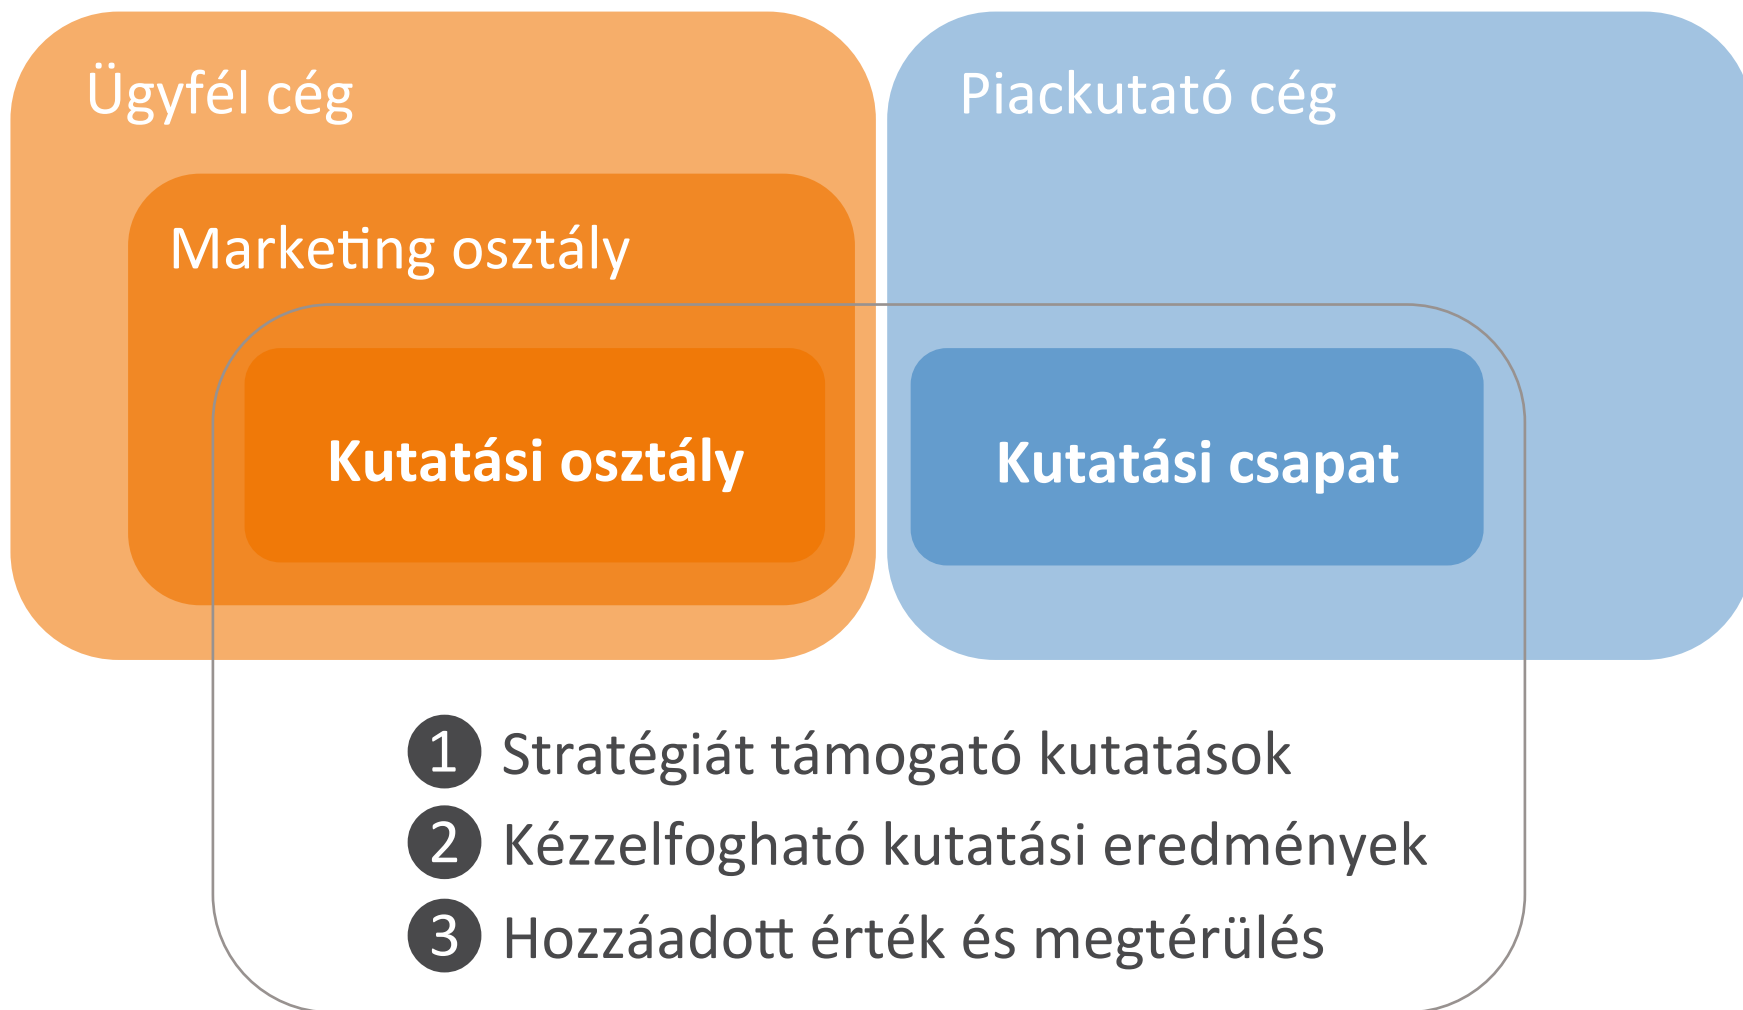 Ügyfél cég
Piackutató cég
Marketing osztály
Kutatási osztály
Kutatási csapat
1 Stratégiát támogató kutatások
2 Kézzelfogható kutatási eredmények
3 Hozzáadott érték és megtérülés